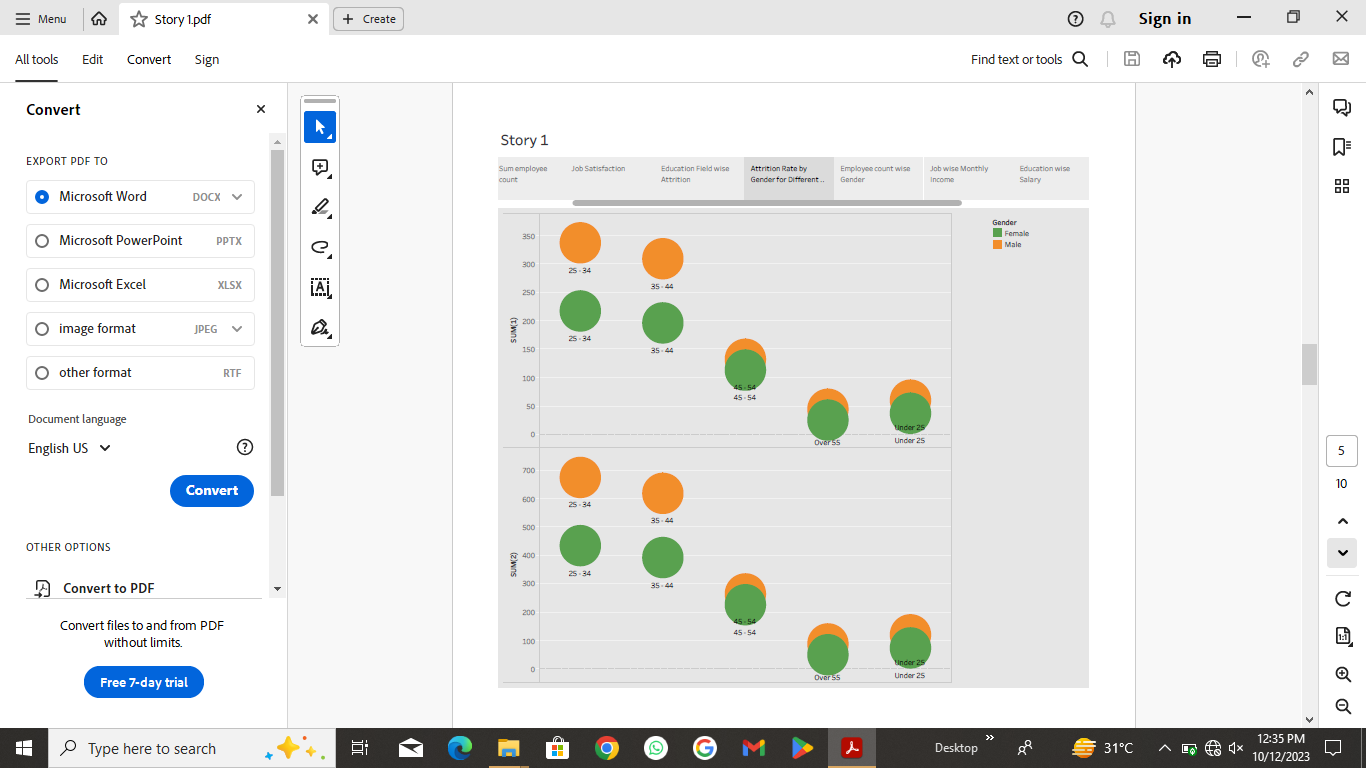 Menu
Story 1.pdf
Create
Sign in
All tools
Edit
Convert
Sign
Find text or tools
Convert
EXPORT PDF TO
Microsoft Word DOCX
Microsoft PowerPoint PPTX
Microsoft Excel XLSX
image format JPEG
other format RTF
Document language
English US
Convert
OTHER OPTIONS
Convert to PDF
Convert files to and from PDF
without limits.
Free 7-day trial
Story 1
Sum employee
count
Job Satisfaction
Education Field wise
Attrition
Attrition Rate by
Gender for Different ..
Employee count wise
Gender
Job wise Monthly
Income
Education wise
Salary
Gender
Female
Male
SUM(1)
350
300
250
200
150
100
50
0
25 - 34
35 - 44
25 - 34
35 - 44
45 - 54
45 - 54
Over 55
Under 25
Under 25
SUM(2)
700
600
500
400
300
200
100
0
25 - 34
35 - 44
25 - 34
35 - 44
45 - 54
45 - 54
Over 55
Under 25
Under 25
5
10
1:1
Type here to search
Desktop
31°C
12:35 PM
10/12/2023